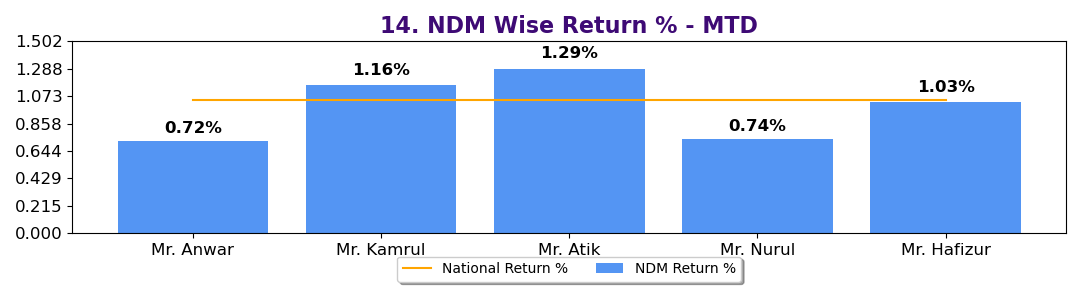 14. NDM Wise Return % - MTD
1.502
1.288
1.073
0.858
0.644
0.429
0.215
0.000
0.72%
1.16%
1.29%
0.74%
1.03%
Mr. Anwar
Mr. Kamrul
Mr. Atik
Mr. Nurul
Mr. Hafizur
National Return %
NDM Return %